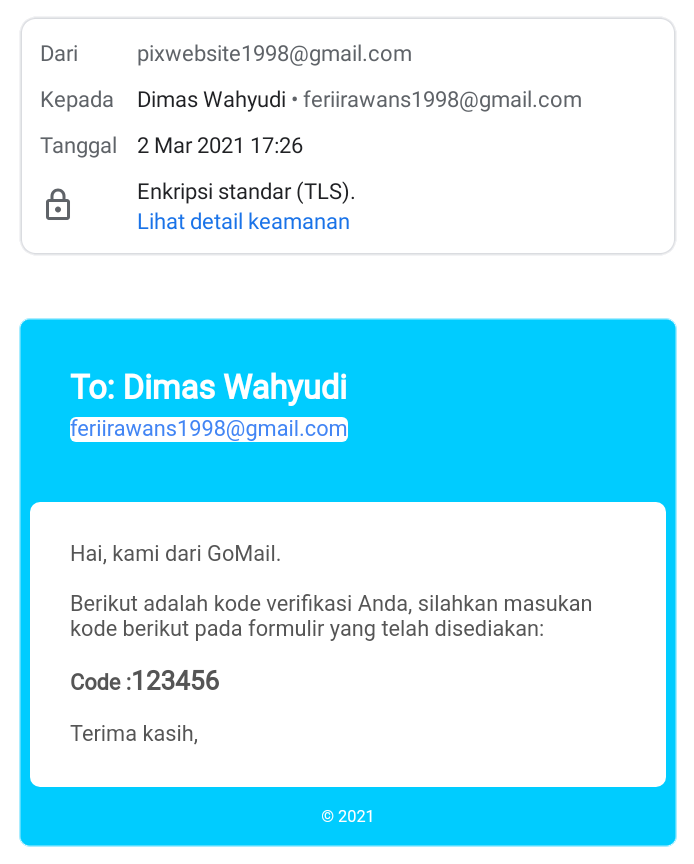 Dari pixwebsite1998@gmail.com
Kepada Dimas Wahyudi • feriirawans1998@gmail.com
Tanggal 2 Mar 2021 17:26
Enkripsi standar (TLS).
Lihat detail keamanan
To: Dimas Wahyudi
feriirawans1998@gmail.com
Hai, kami dari GoMail.
Berikut adalah kode verifikasi Anda, silahkan masukan
kode berikut pada formulir yang telah disediakan:
Code :123456
Terima kasih,
© 2021